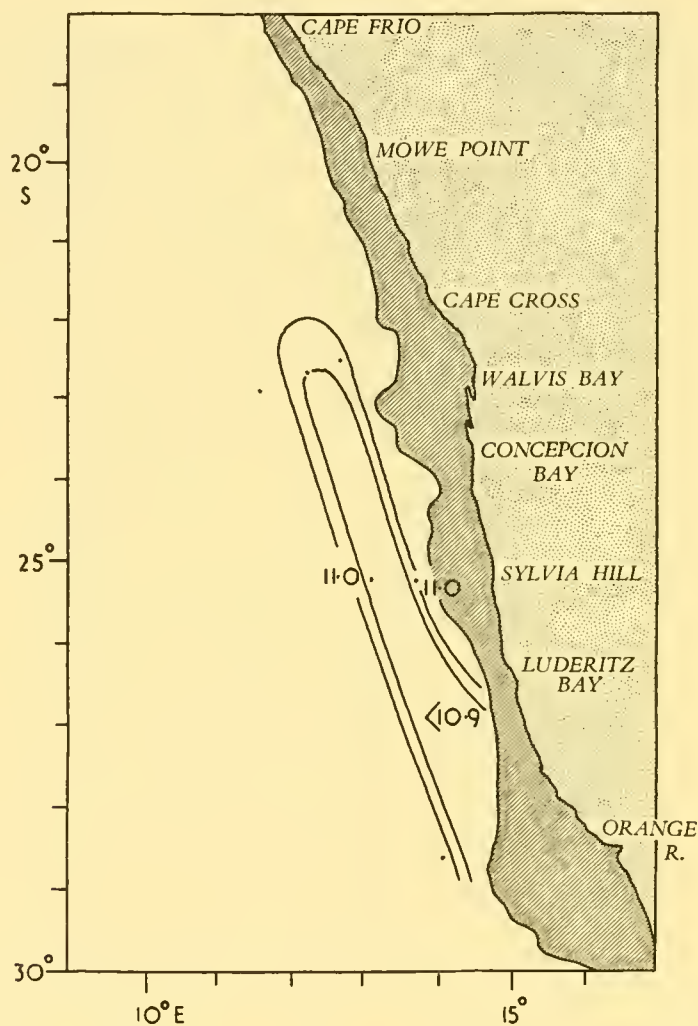 CAPE FRIO
MOWE POINT
20°
S
CAPE CROSS
WALVIS BAY
CONCEPCION
BAY
25°
11·0
11·0
SYLVIA HILL
LUDERITZ
BAY
<10·9
ORANGE
R.
30°
10°E
15°